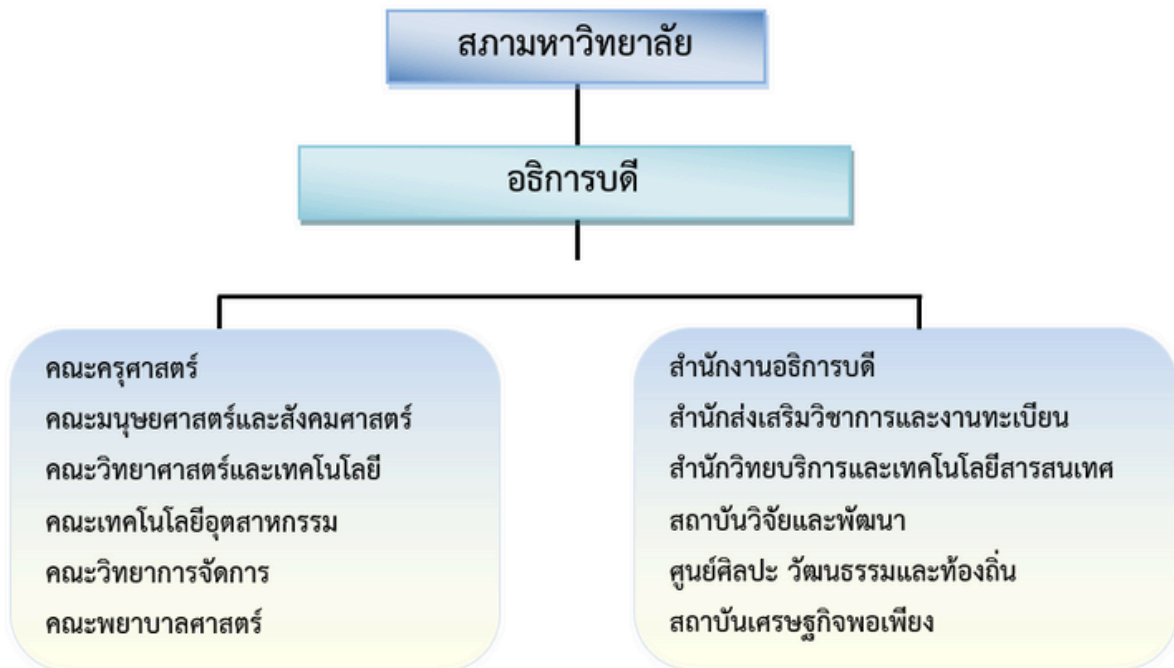 สภามหาวิทยาลัย
อธิการบดี
คณะครุศาสตร์
คณะมนุษยศาสตร์และสังคมศาสตร์
คณะวิทยาศาสตร์และเทคโนโลยี
คณะเทคโนโลยีอุตสาหกรรม
คณะวิทยาการจัดการ
คณะพยาบาลศาสตร์
สำนักงานอธิการบดี
สำนักส่งเสริมวิชาการและงานทะเบียน
สำนักวิทยบริการและเทคโนโลยีสารสนเทศ
สถาบันวิจัยและพัฒนา
ศูนย์ศิลปะ วัฒนธรรมและท้องถิ่น
สถาบันเศรษฐกิจพอเพียง